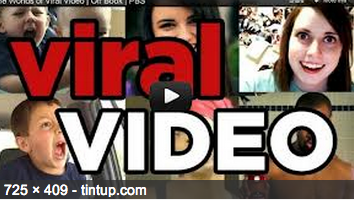 Worlds of Viral Video | Off Book | PBS
viral
VIDEO
725 × 409 - tintup.com